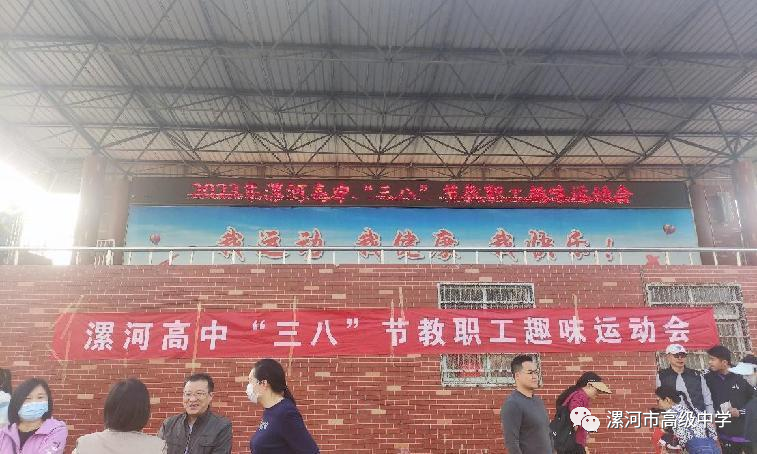 2023年漯河高中“三八”节教职工趣味运动会
我运动 我健康 我快乐!
漯河高中“三八”节教职工趣味运动会
漯河市高级中学